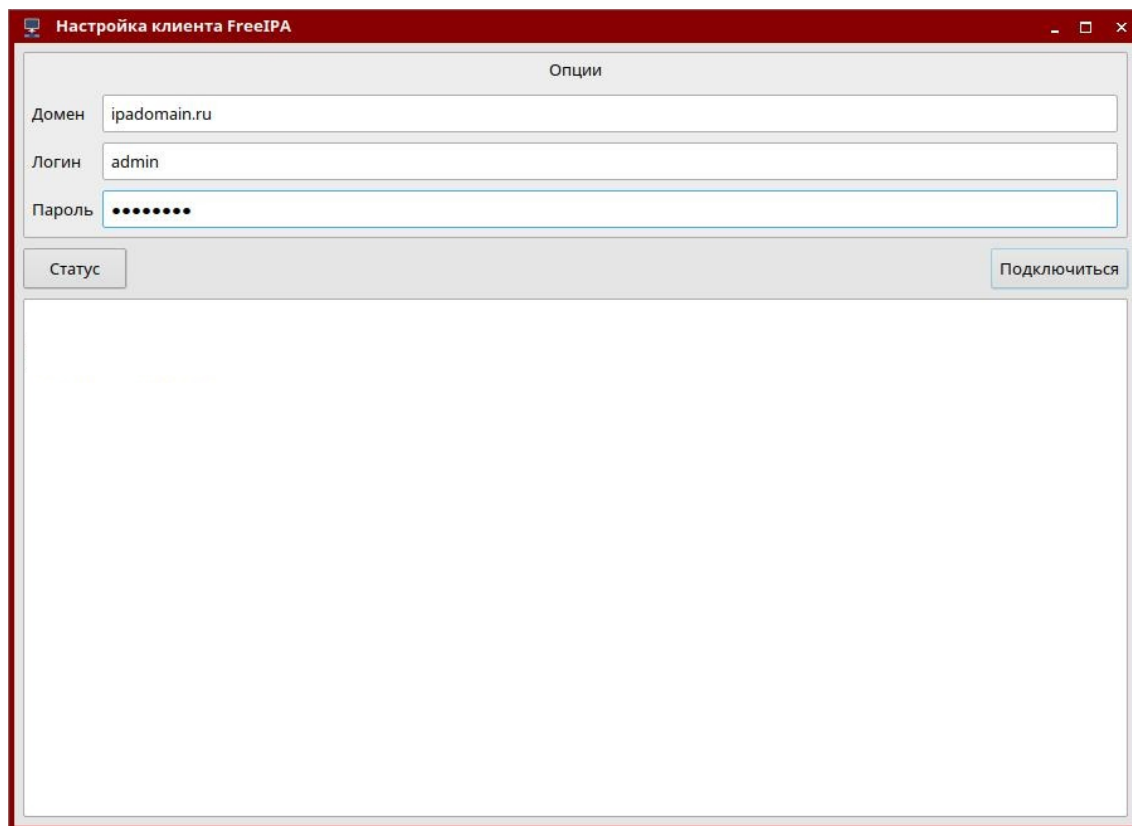 Настройка клиента FreeIPA
Опции
Домен ipadomain.ru
Логин admin
Пароль ••••••••
Статус Подключиться